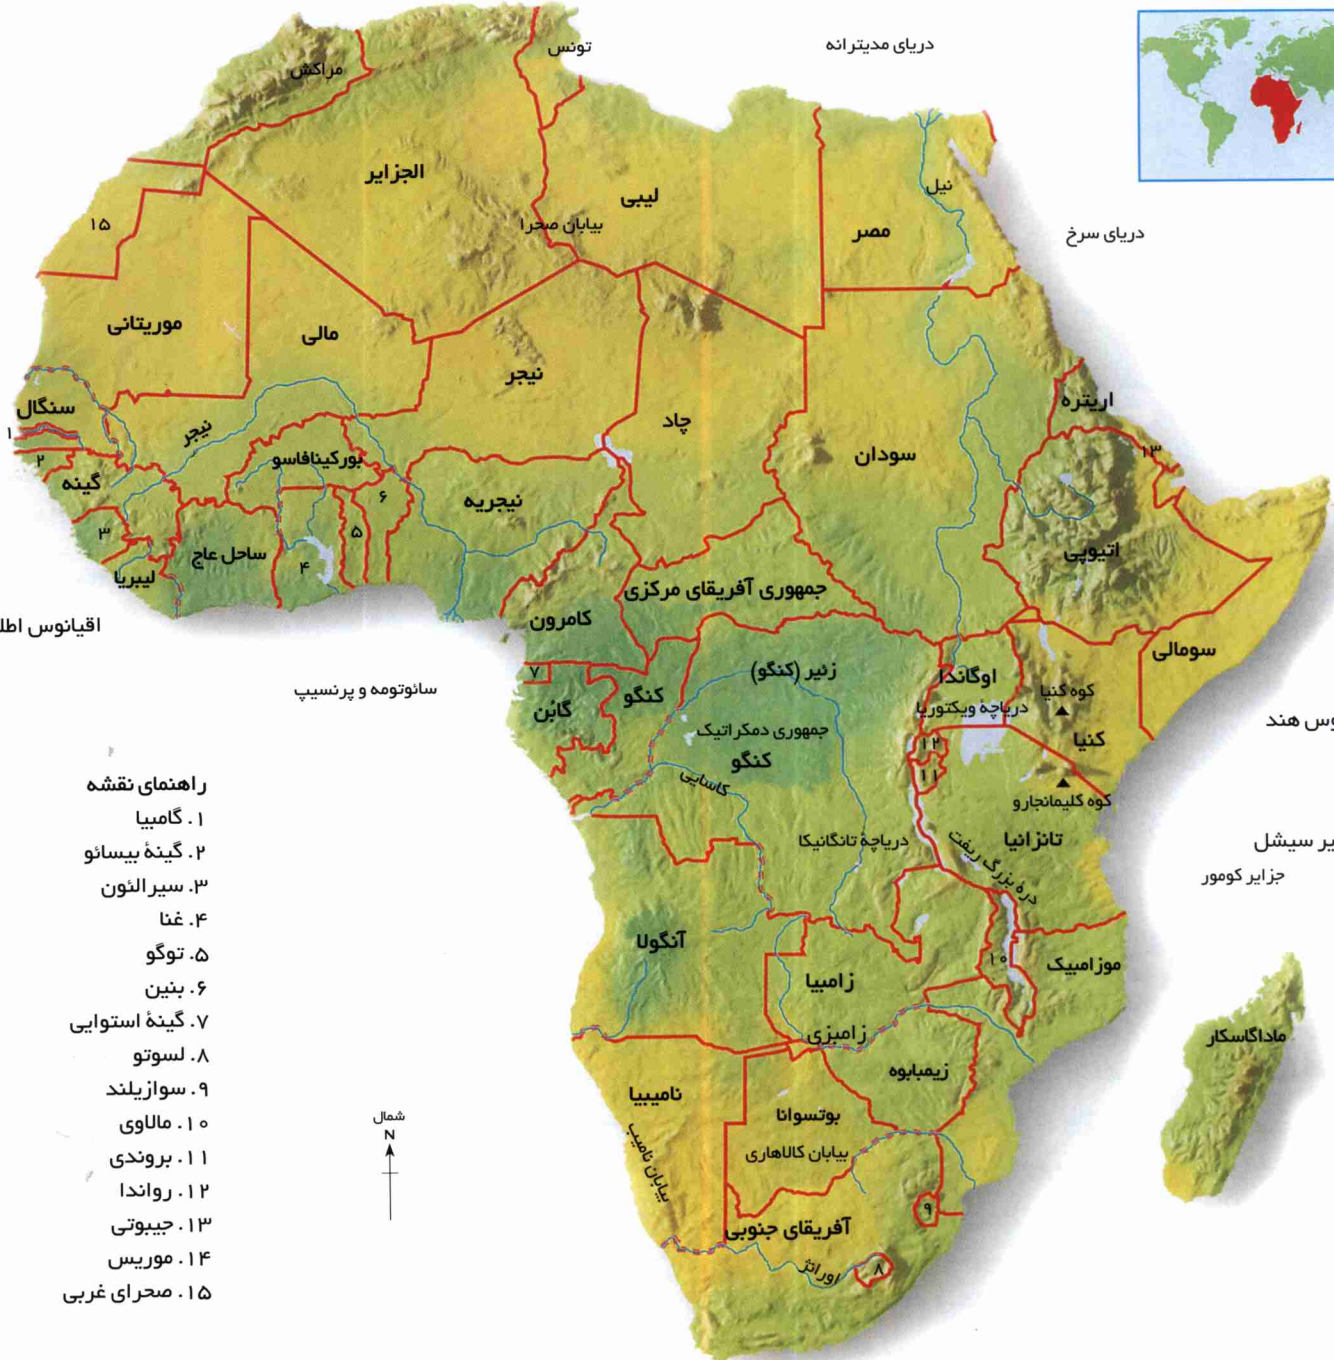 دریای مدیترانه
تونس
مراکش
الجزایر
لیبی
بیابان صحرا
مصر
نیل
دریای سرخ
۱۵
موریتانی
مالی
نیجر
چاد
سودان
اریتره
۱۳
سنگال
۱
۲
گینه
۳
لیبریا
نیجر
بورکینافاسو
ساحل عاج
۴
۵
۶
نیجریه
اتیوپی
جمهوری آفریقای مرکزی
کامرون
سومالی
اقیانوس اطل
سائوتومه و پرنسیپ
۷
گابُن
کنگو
زئیر (کنگو)
جمهوری دمکراتیک
کنگو
کاسایی
اوگاندا
دریاچهٔ ویکتوریا
کوه کنیا
کنیا
وس هند
۱۲
۱۱
کوه کلیمانجارو
تانزانیا
دریاچهٔ تانگانیکا
درهٔ بزرگ ریفت
یر سیشل
جزایر کومور
آنگولا
زامبیا
۱۰
موزامبیک
زامبزی
زیمبابوه
ماداگاسکار
نامیبیا
بیابان نامیب
بوتسوانا
بیابان کالاهاری
آفریقای جنوبی
۹
۸
اورانژ
شمال
N
راهنمای نقشه
۱. گامبیا
۲. گینهٔ بیسائو
۳. سیرالئون
۴. غنا
۵. توگو
۶. بنین
۷. گینهٔ استوایی
۸. لسوتو
۹. سوازیلند
۱۰. مالاوی
۱۱. بروندی
۱۲. رواندا
۱۳. جیبوتی
۱۴. موریس
۱۵. صحرای غربی